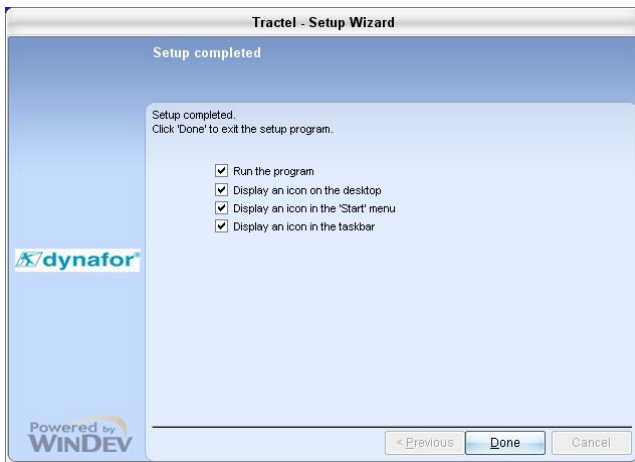 Tractel - Setup Wizard
Setup completed
Setup completed.
Click 'Done' to exit the setup program.
Run the program
Display an icon on the desktop
Display an icon in the 'Start' menu
Display an icon in the taskbar
dynafor®
Powered by
WINDEV
< Previous
Done
Cancel